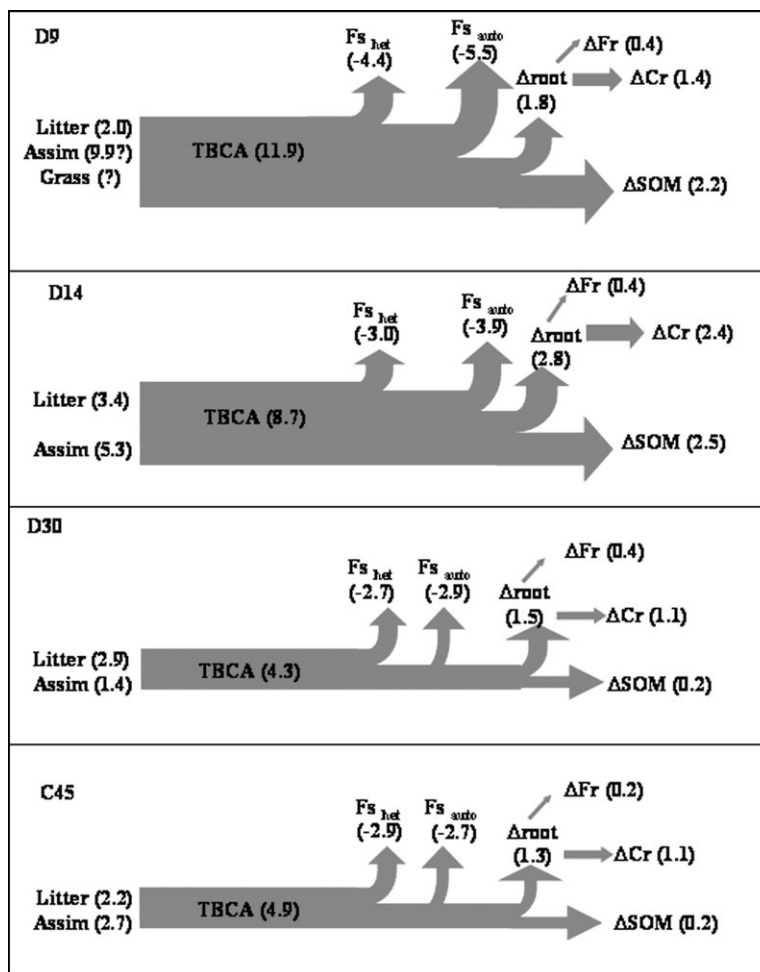 D9
Fs het
(-4.4)
Fs auto
(-5.5)
ΔFr (0.4)
Δroot
(1.8)
ΔCr (1.4)
Litter (2.0)
Assim (9.9?)
Grass (?)
TBCA (11.9)
ΔSOM (2.2)
D14
Fs het
(-3.0)
Fs auto
(-3.9)
ΔFr (0.4)
Δroot
(2.8)
ΔCr (2.4)
Litter (3.4)
Assim (5.3)
TBCA (8.7)
ΔSOM (2.5)
D30
Fs het
(-2.7)
Fs auto
(-2.9)
ΔFr (0.4)
Δroot
(1.5)
ΔCr (1.1)
Litter (2.9)
Assim (1.4)
TBCA (4.3)
ΔSOM (0.2)
C45
Fs het
(-2.9)
Fs auto
(-2.7)
ΔFr (0.2)
Δroot
(1.3)
ΔCr (1.1)
Litter (2.2)
Assim (2.7)
TBCA (4.9)
ΔSOM (0.2)